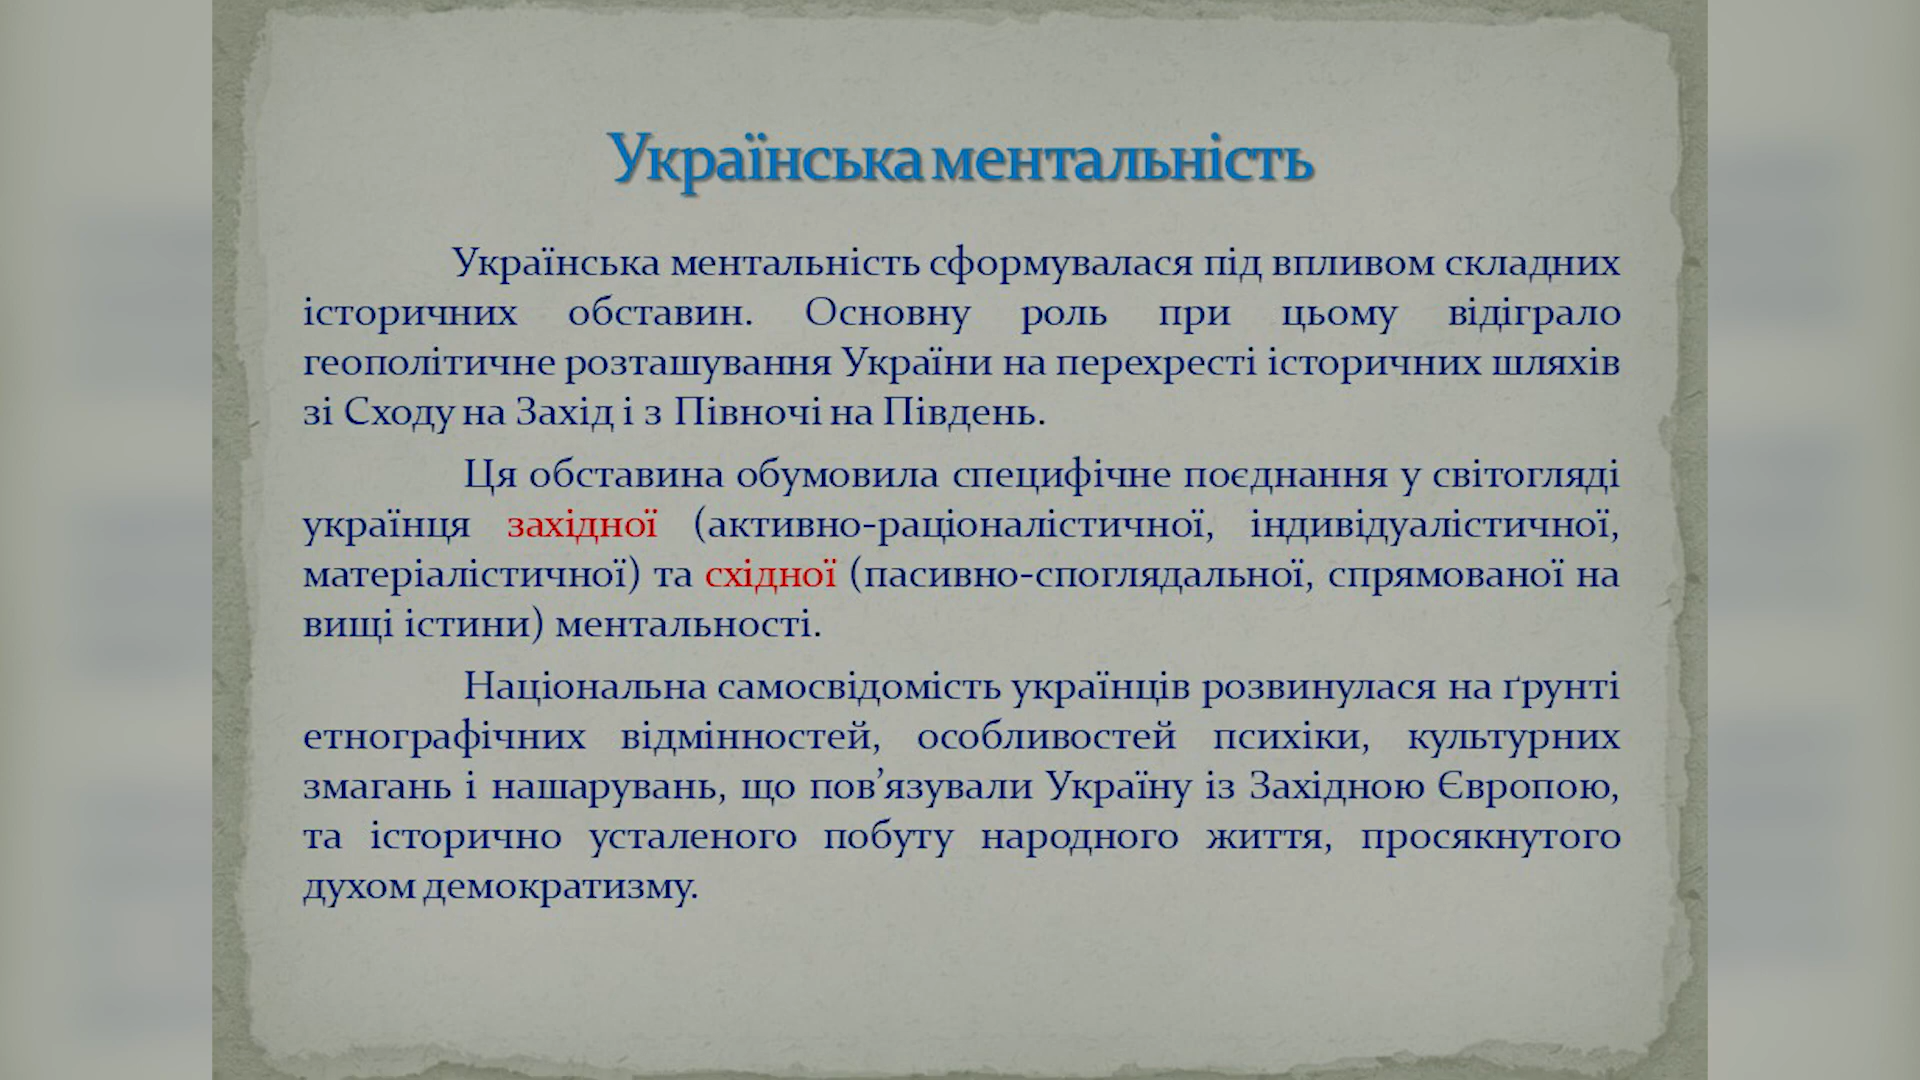 Українська ментальність
Українська ментальність сформувалася під впливом складних
історичних обставин. Основну роль при цьому відіграло
геополітичне розташування України на перехресті історичних шляхів
зі Сходу на Захід і з Півночі на Південь.
Ця обставина обумовила специфічне поєднання у світогляді
українця західної (активно-раціоналістичної, індивідуалістичної,
матеріалістичної) та східної (пасивно-споглядальної, спрямованої на
вищі істини) ментальності.
Національна самосвідомість українців розвинулася на ґрунті
етнографічних відмінностей, особливостей психіки, культурних
змагань і нашарувань, що пов’язували Україну із Західною Європою,
та історично усталеного побуту народного життя, просякнутого
духом демократизму.